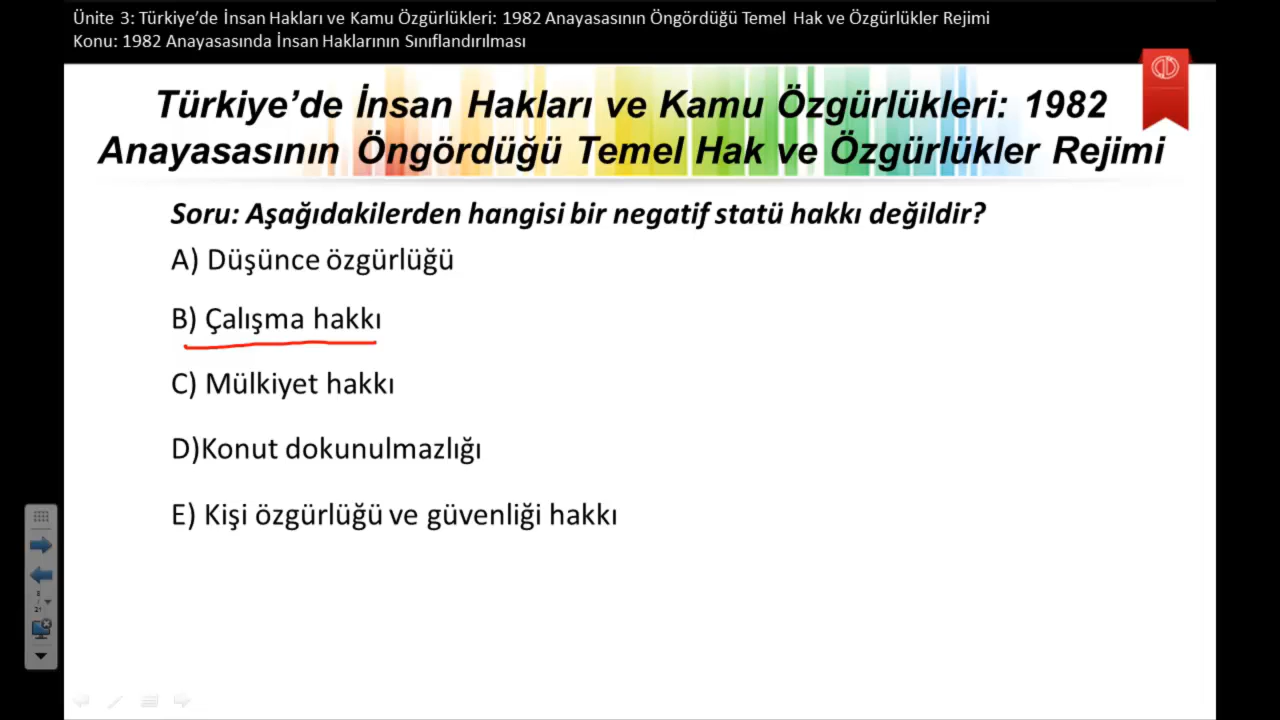 Ünite 3: Türkiye’de İnsan Hakları ve Kamu Özgürlükleri: 1982 Anayasasının Öngördüğü Temel Hak ve Özgürlükler Rejimi
Konu: 1982 Anayasasında İnsan Haklarının Sınıflandırılması
Türkiye’de İnsan Hakları ve Kamu Özgürlükleri: 1982
Anayasasının Öngördüğü Temel Hak ve Özgürlükler Rejimi
Soru: Aşağıdakilerden hangisi bir negatif statü hakkı değildir?
A) Düşünce özgürlüğü
B) Çalışma hakkı
C) Mülkiyet hakkı
D)Konut dokunulmazlığı
E) Kişi özgürlüğü ve güvenliği hakkı